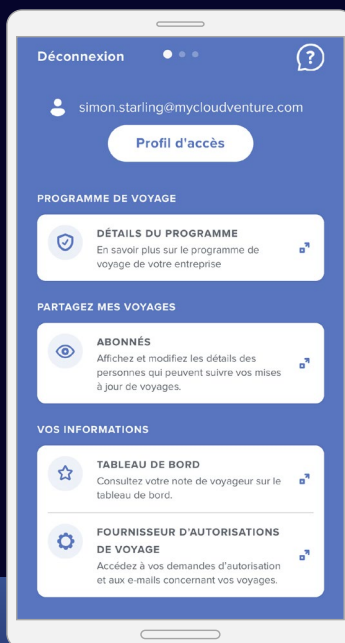 Déconnexion
?
simon.starling@mycloudventure.com
Profil d'accès
PROGRAMME DE VOYAGE
DÉTAILS DU PROGRAMME
En savoir plus sur le programme de
voyage de votre entreprise
PARTAGEZ MES VOYAGES
ABONNÉS
Affichez et modifiez les détails des
personnes qui peuvent suivre vos mises
à jour de voyages.
VOS INFORMATIONS
TABLEAU DE BORD
Consultez votre note de voyageur sur le
tableau de bord.
FOURNISSEUR D'AUTORISATIONS
DE VOYAGE
Accédez à vos demandes d'autorisation
et aux e-mails concernant vos voyages.